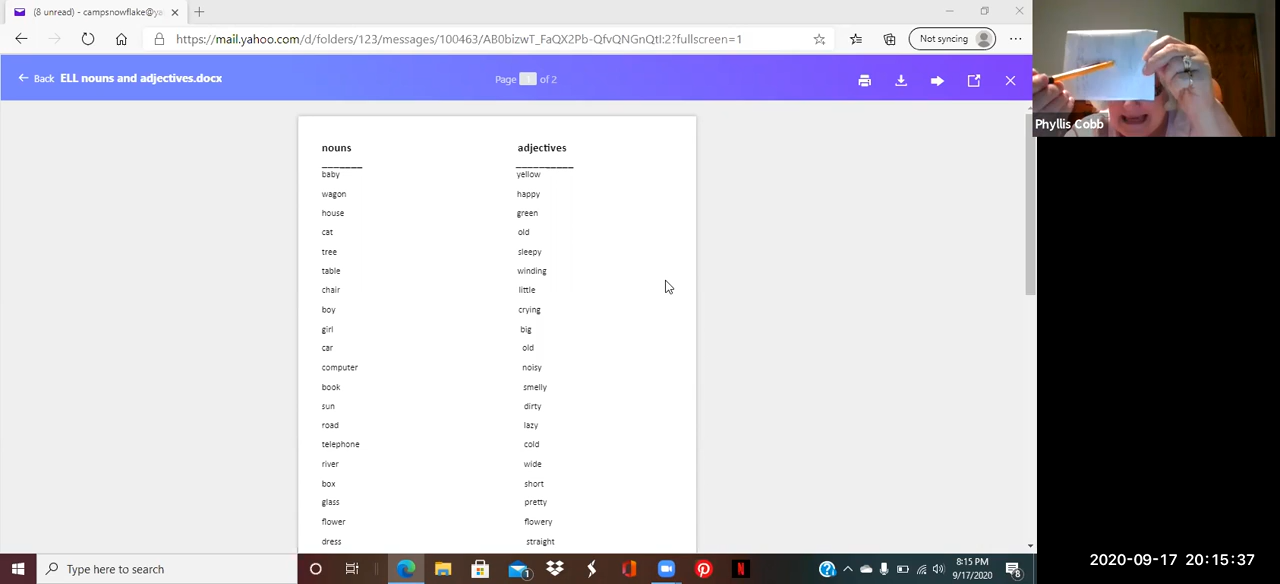 (8 unread) - campsnowflake@ya
https://mail.yahoo.com/d/folders/123/messages/100463/AB0bizwT_FaQX2Pb-QfvQNGnQtI:2?fullscreen=1
Not syncing
Back ELL nouns and adjectives.docx
Page 1 of 2
Phyllis Cobb
nouns adjectives
baby yellow
wagon happy
house green
cat old
tree sleepy
table winding
chair little
boy crying
girl big
car old
computer noisy
book smelly
sun dirty
road lazy
telephone cold
river wide
box short
glass pretty
flower flowery
dress straight
Type here to search
8:15 PM
9/17/2020
2020-09-17 20:15:37